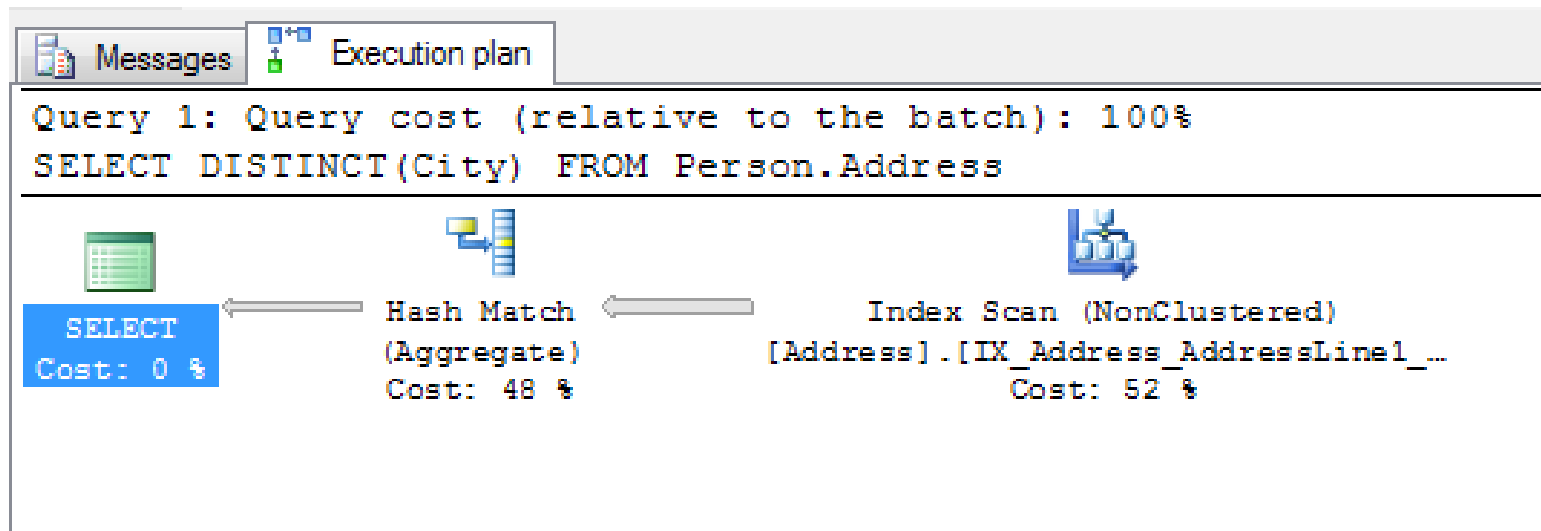 Messages
Execution plan
Query 1: Query cost (relative to the batch): 100%
SELECT DISTINCT(City) FROM Person.Address
SELECT
Cost: 0 %
Hash Match
(Aggregate)
Cost: 48 %
Index Scan (NonClustered)
[Address].[IX_Address_AddressLine1_…
Cost: 52 %